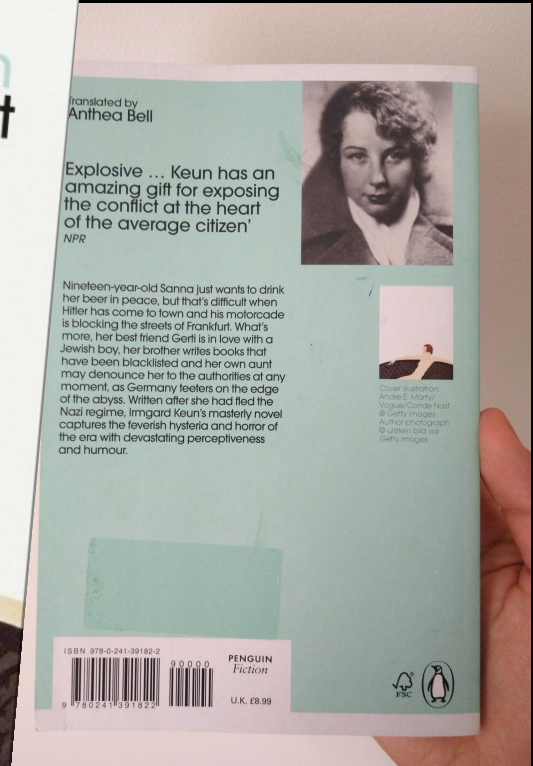 n
t
Translated by
Anthea Bell
Explosive ... Keun has an
amazing gift for exposing
the conflict at the heart
of the average citizen'
NPR
Nineteen-year-old Sanna just wants to drink
her beer in peace, but that's difficult when
Hitler has come to town and his motorcade
is blocking the streets of Frankfurt. What's
more, her best friend Gerti is in love with a
Jewish boy, her brother writes books that
have been blacklisted and her own aunt
may denounce her to the authorities at any
moment, as Germany teeters on the edge
of the abyss. Written after she had fled the
Nazi regime, Irmgard Keun's masterly novel
captures the feverish hysteria and horror of
the era with devastating perceptiveness
and humour.
Cover illustration
Andre E. Marty/
Vogue/Conde Nast
© Getty Images
Author photograph
© ullstein bild via
Getty Images
ISBN 978-0-241-39182-2
90000
9 780241 391822
PENGUIN
Fiction
U.K. £8.99
FSC